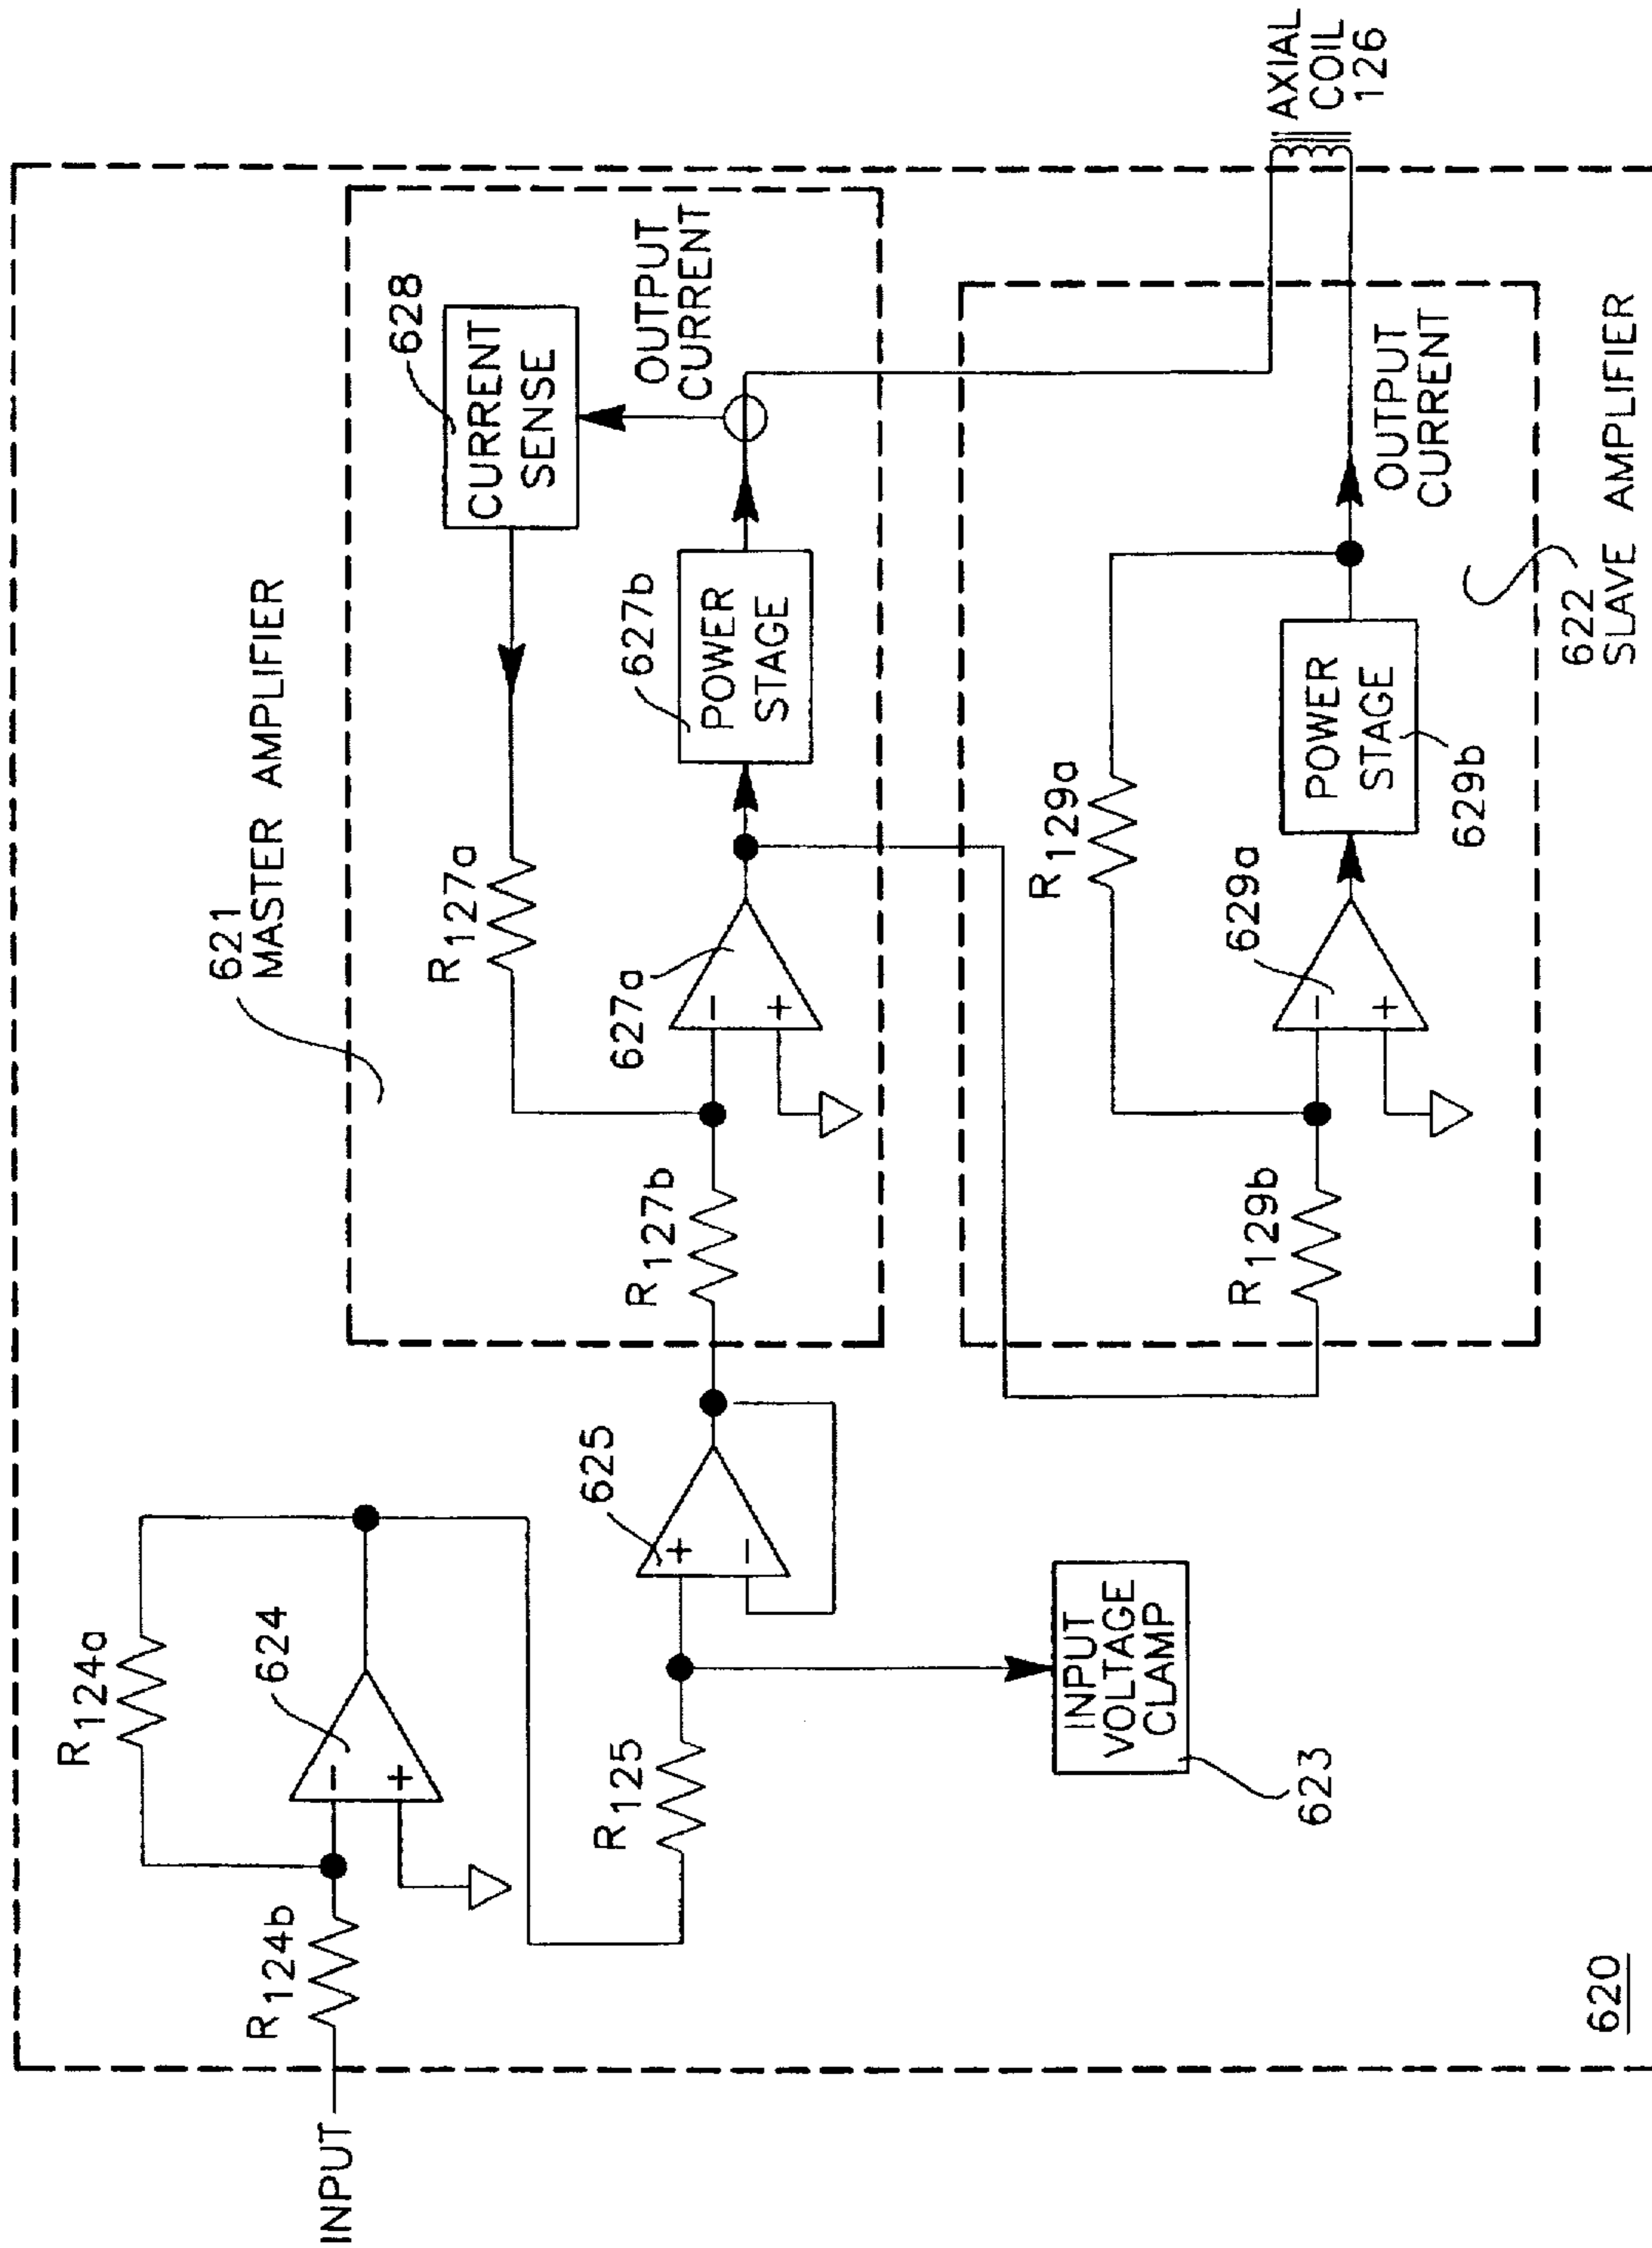 INPUT
R124b
R124a
624
R125
623
INPUT
VOLTAGE
CLAMP
625
621
MASTER AMPLIFIER
R127b
R127a
627a
627b
POWER
STAGE
628
CURRENT
SENSE
OUTPUT
CURRENT
R129b
R129a
629a
629b
POWER
STAGE
OUTPUT
CURRENT
622
SLAVE AMPLIFIER
AXIAL
COIL
126
620
− +
+ −
− +
− +